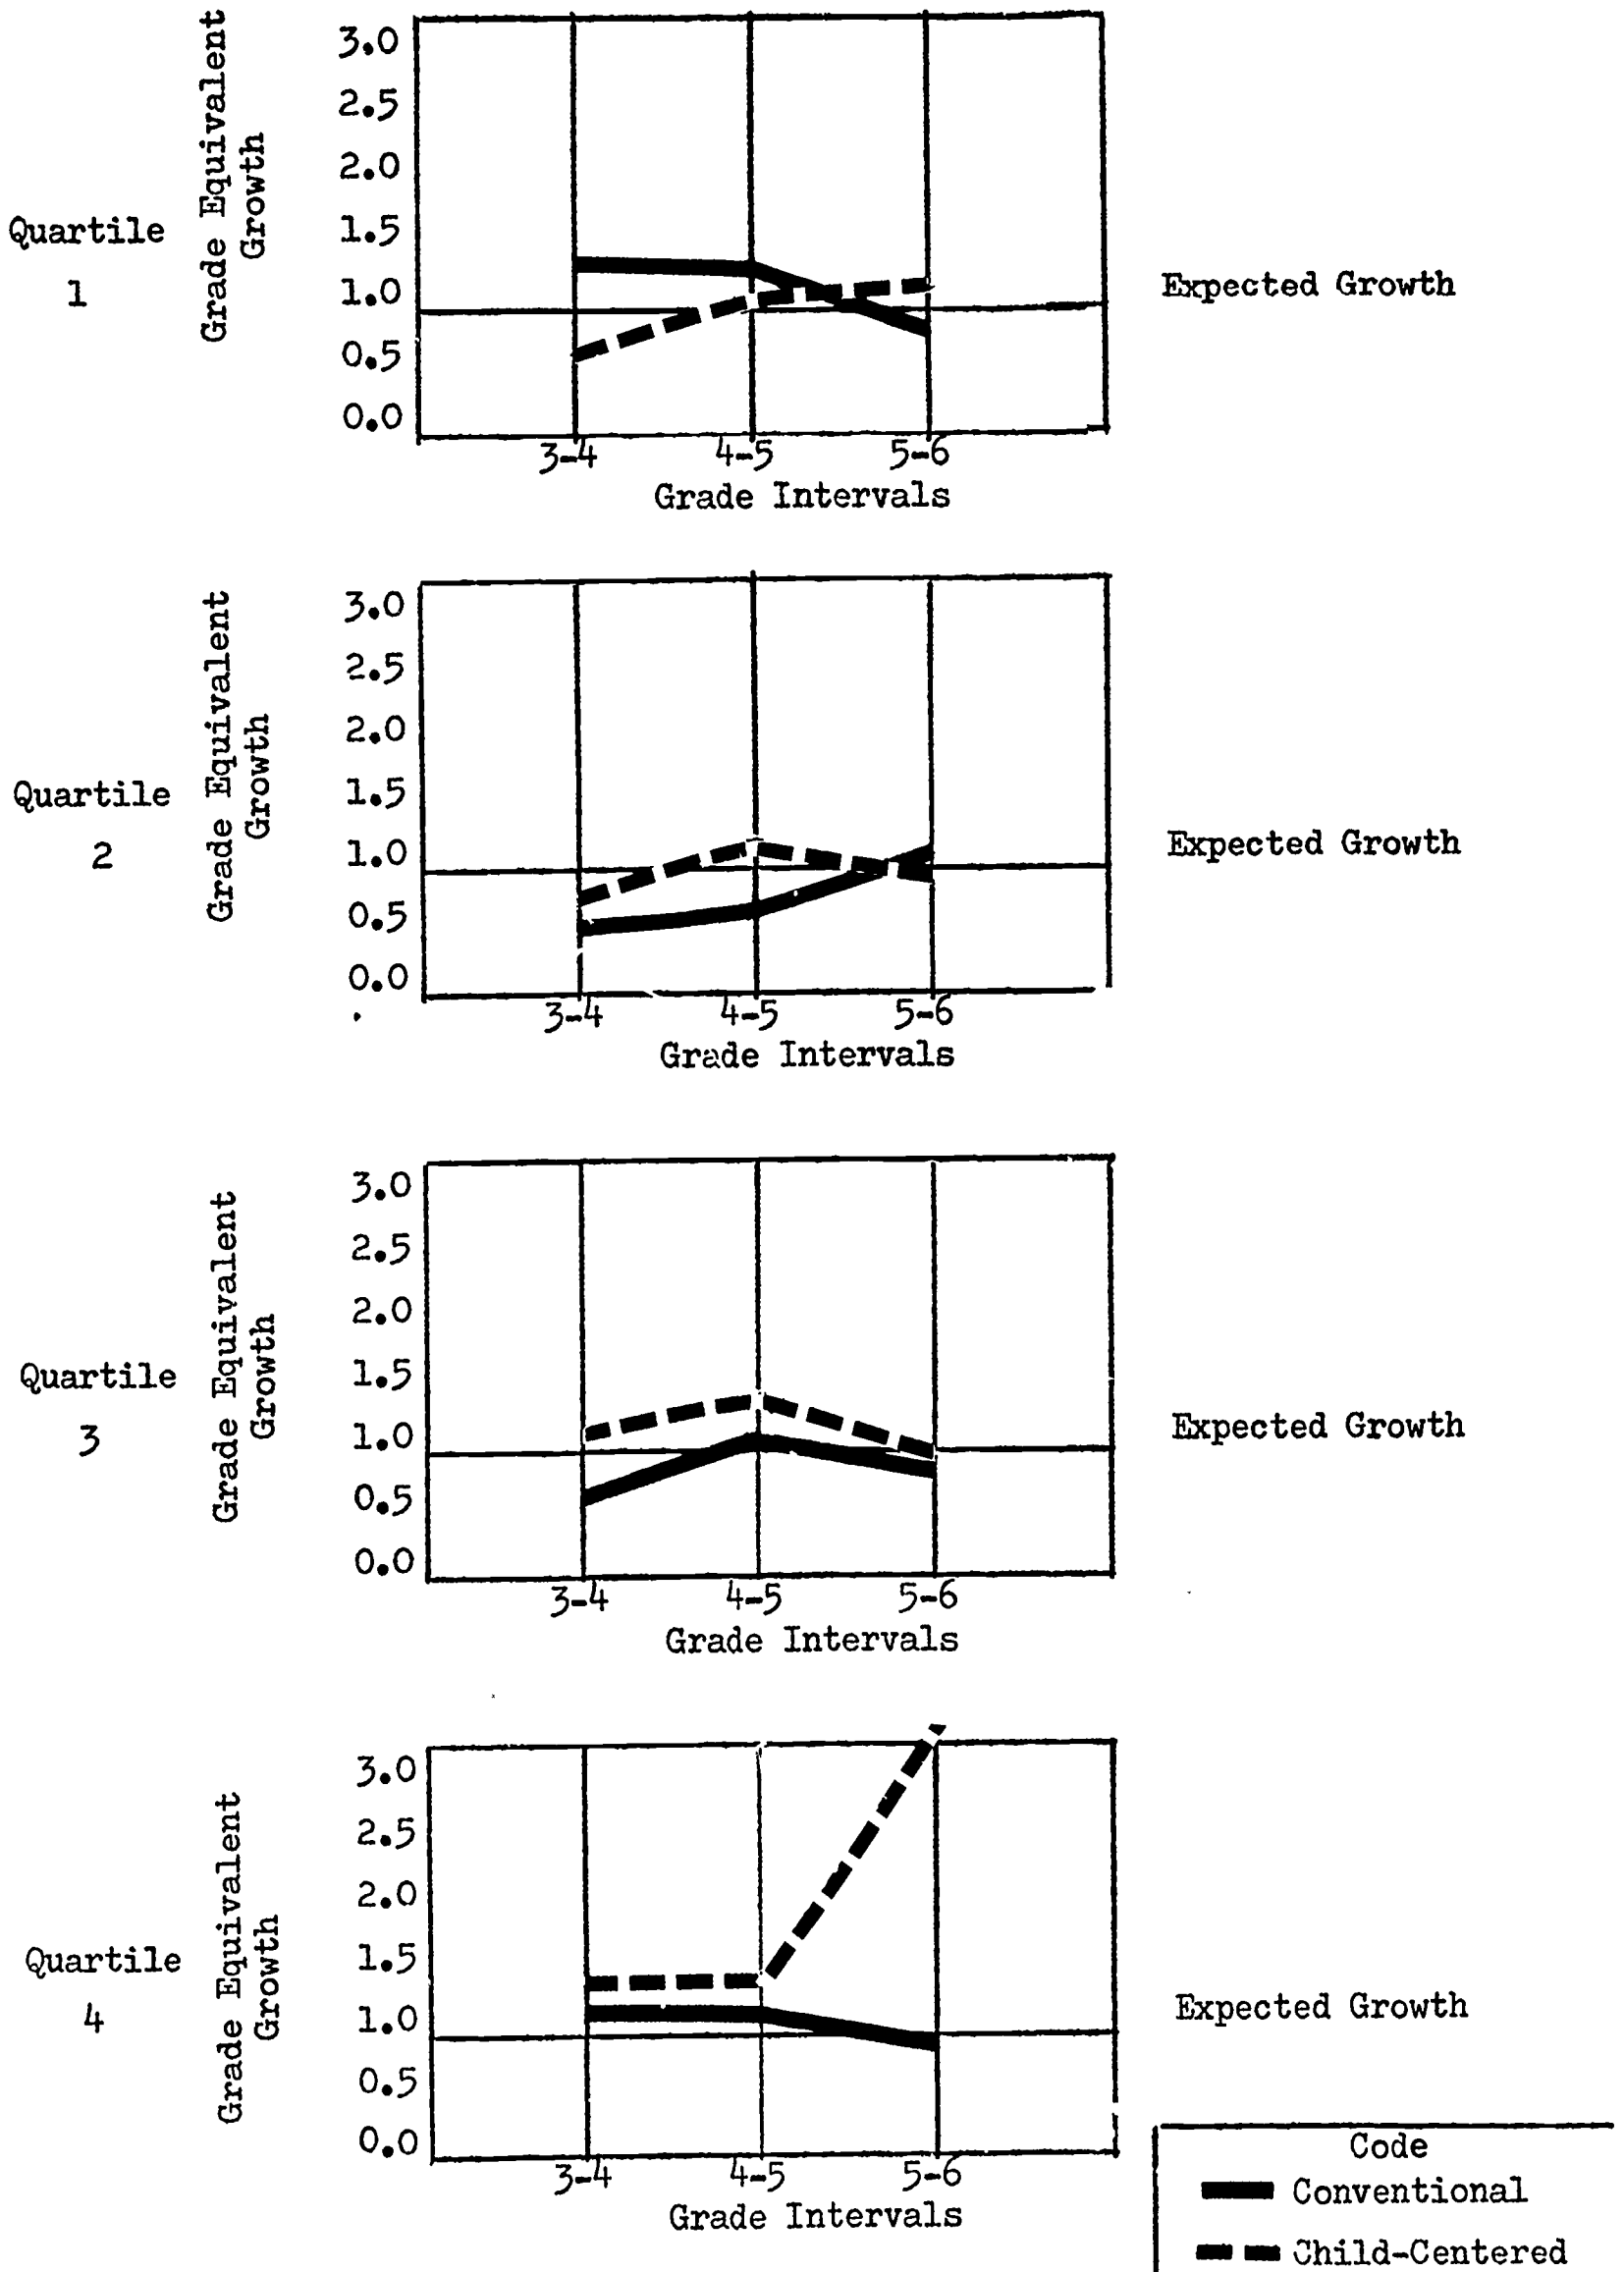 Quartile
1
Grade Equivalent
Growth
3.0
2.5
2.0
1.5
1.0
0.5
0.0
3-4 4-5 5-6
Grade Intervals
Expected Growth
Quartile
2
Grade Equivalent
Growth
3.0
2.5
2.0
1.5
1.0
0.5
0.0
3-4 4-5 5-6
Grade Intervals
Expected Growth
Quartile
3
Grade Equivalent
Growth
3.0
2.5
2.0
1.5
1.0
0.5
0.0
3-4 4-5 5-6
Grade Intervals
Expected Growth
Quartile
4
Grade Equivalent
Growth
3.0
2.5
2.0
1.5
1.0
0.5
0.0
3-4 4-5 5-6
Grade Intervals
Expected Growth
Code
Conventional
Child-Centered